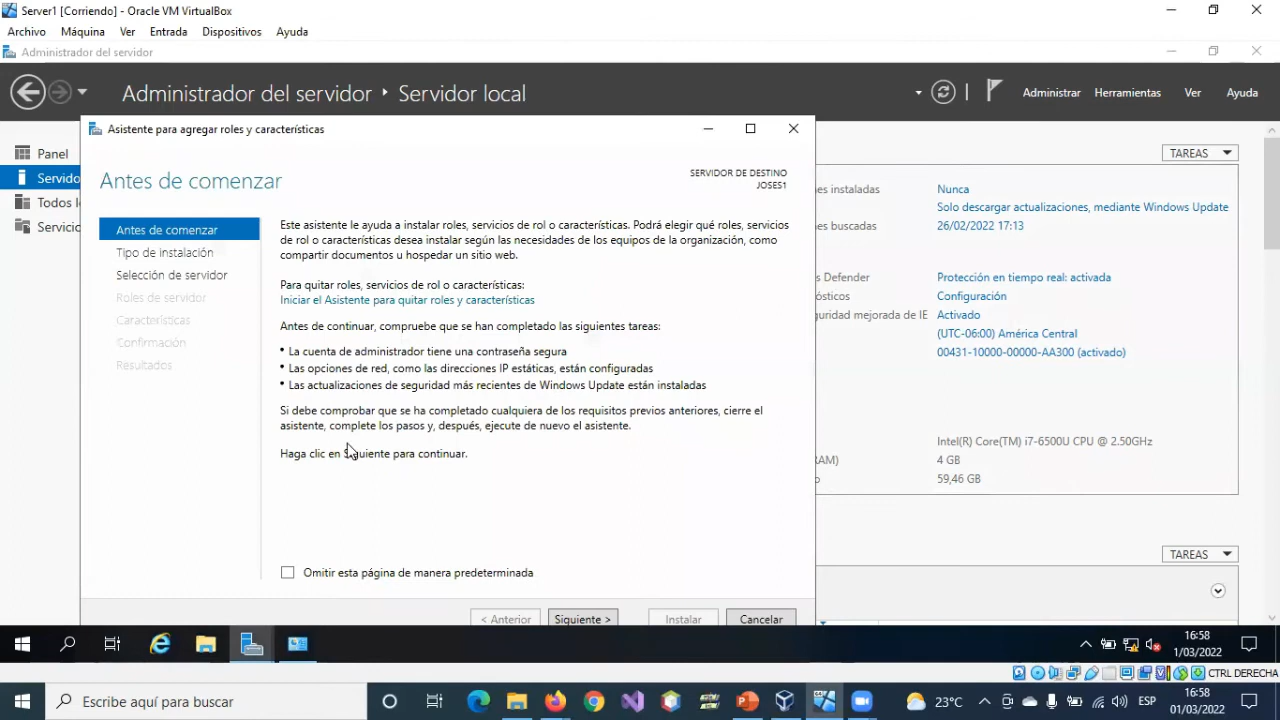 Server1 [Corriendo] - Oracle VM VirtualBox
Archivo Máquina Ver Entrada Dispositivos Ayuda
Administrador del servidor
Administrador del servidor Servidor local
Administrar Herramientas Ver Ayuda
Asistente para agregar roles y características
Panel
Servido
Todos l
Servicio
Antes de comenzar
SERVIDOR DE DESTINO
JOSES1
Antes de comenzar
Tipo de instalación
Selección de servidor
Roles de servidor
Características
Confirmación
Resultados
Este asistente le ayuda a instalar roles, servicios de rol o características. Podrá elegir qué roles, servicios
de rol o características desea instalar según las necesidades de los equipos de la organización, como
compartir documentos u hospedar un sitio web.
Para quitar roles, servicios de rol o características:
Iniciar el Asistente para quitar roles y características
Antes de continuar, compruebe que se han completado las siguientes tareas:
• La cuenta de administrador tiene una contraseña segura
• Las opciones de red, como las direcciones IP estáticas, están configuradas
• Las actualizaciones de seguridad más recientes de Windows Update están instaladas
Si debe comprobar que se ha completado cualquiera de los requisitos previos anteriores, cierre el
asistente, complete los pasos y, después, ejecute de nuevo el asistente.
Haga clic en Siguiente para continuar.
Omitir esta página de manera predeterminada
< Anterior Siguiente > Instalar Cancelar
TAREAS
nes instaladas Nunca
Solo descargar actualizaciones, mediante Windows Update
es buscadas 26/02/2022 17:13
s Defender Protección en tiempo real: activada
ósticos Configuración
guridad mejorada de IE Activado
(UTC-06:00) América Central
00431-10000-00000-AA300 (activado)
Intel(R) Core(TM) i7-6500U CPU @ 2.50GHz
RAM) 4 GB
o 59,46 GB
TAREAS
16:58
1/03/2022
CTRL DERECHA
Escribe aquí para buscar
23°C
ESP
16:58
01/03/2022